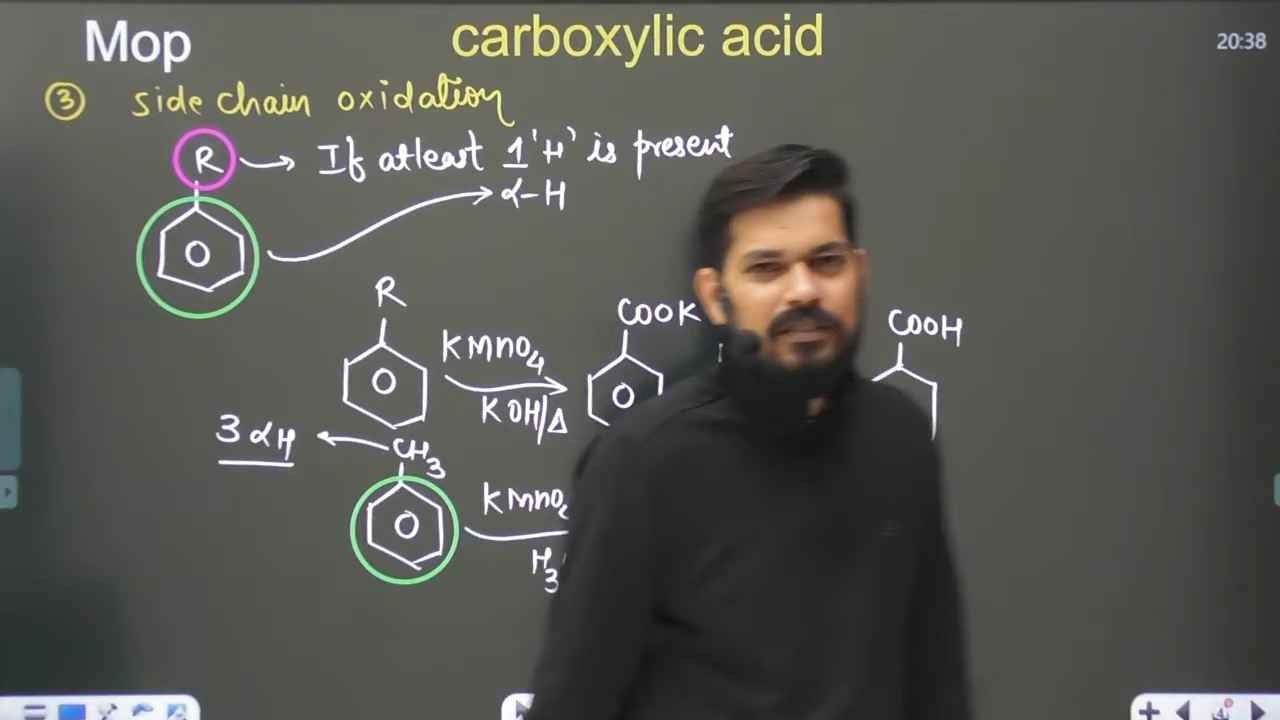 Mop
carboxylic acid
20:38
3 side chain oxidation
R → If atleast 1 'H' is present
α-H
R
KMnO4
KOH/Δ
COOK
COOH
3 αH
CH3
KMnO
H3